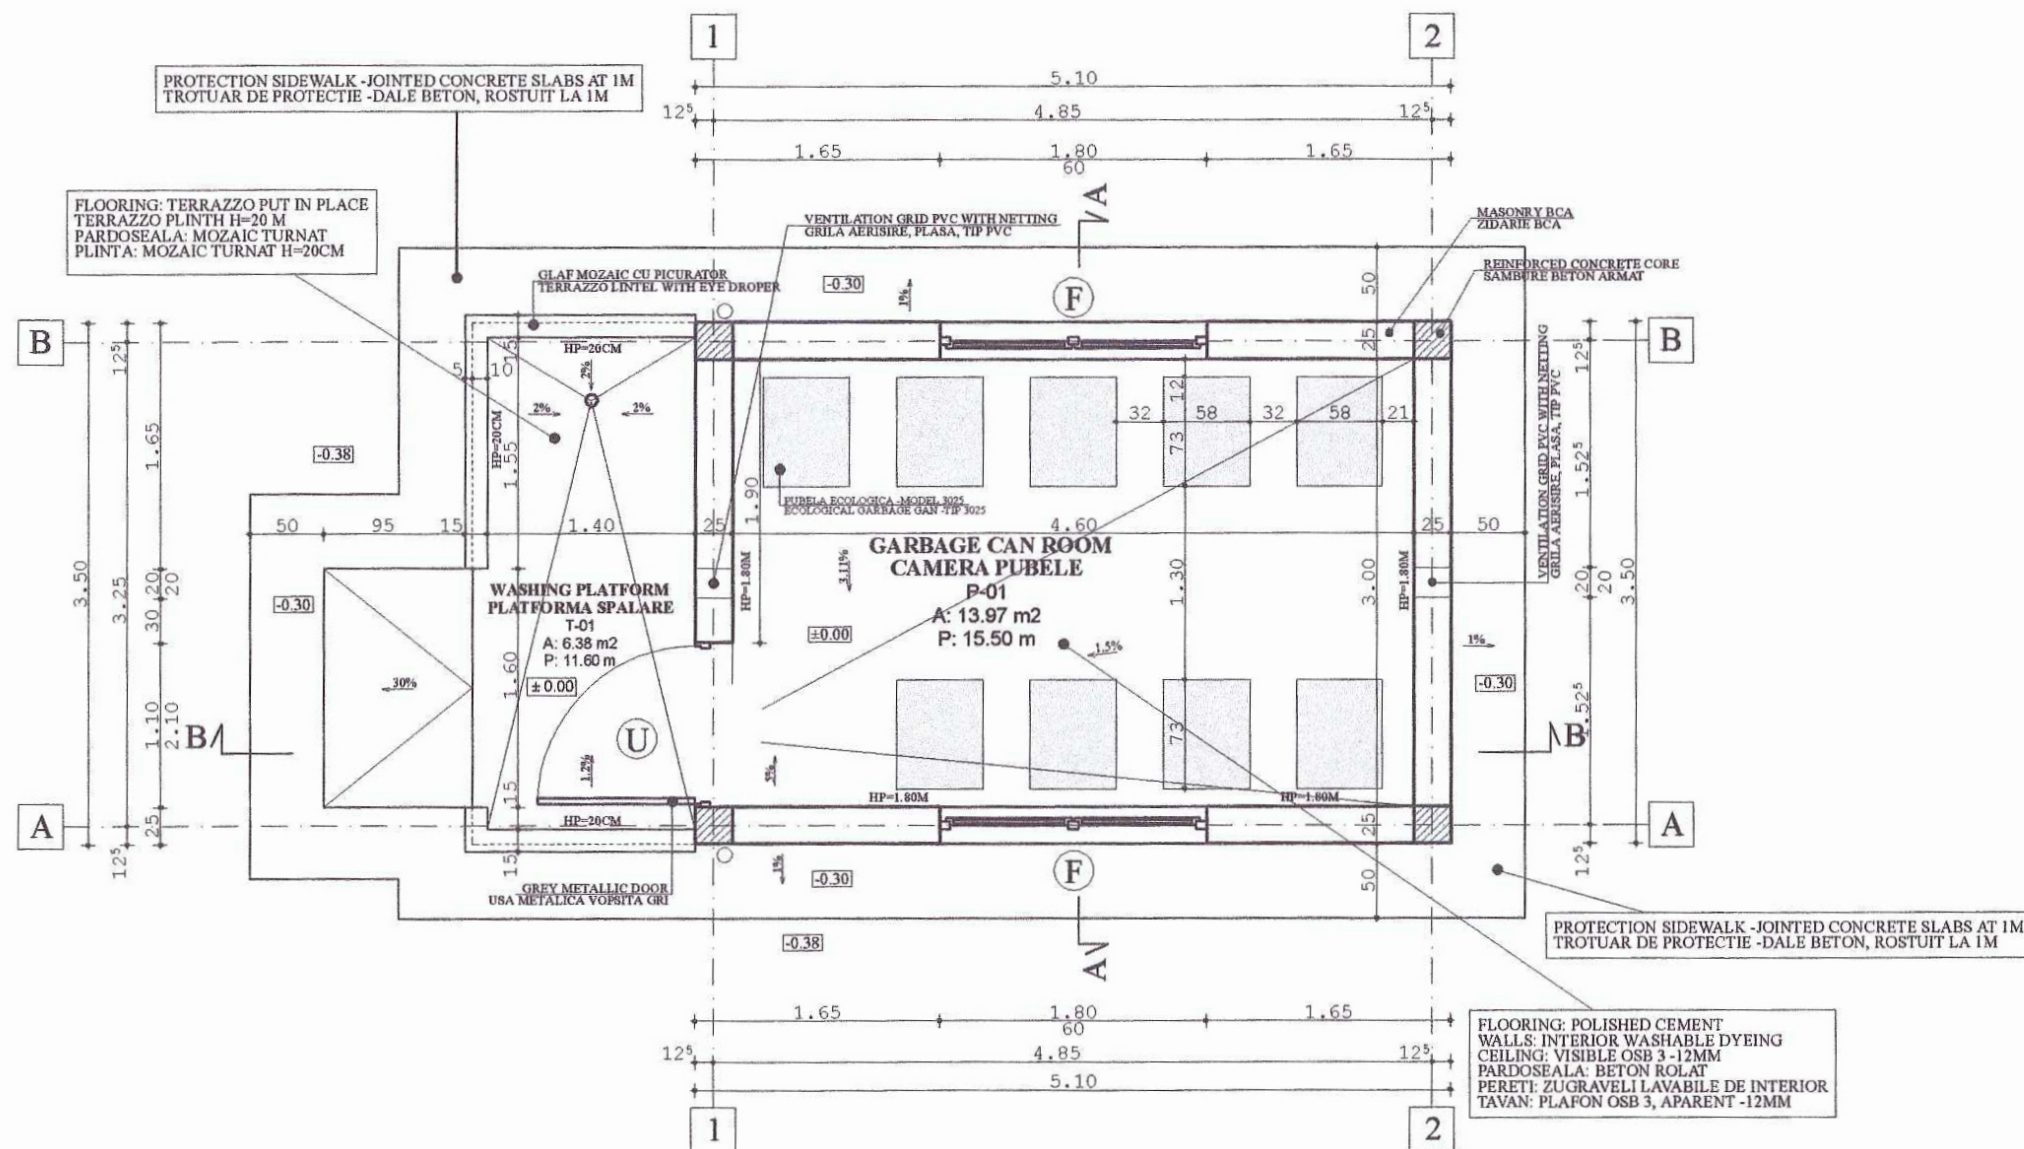 1
2
5.10
12⁵
4.85
12⁵
1.65
1.80
1.65
60
PROTECTION SIDEWALK -JOINTED CONCRETE SLABS AT 1M
TROTUAR DE PROTECTIE -DALE BETON, ROSTUIT LA 1M
FLOORING: TERRAZZO PUT IN PLACE
TERRAZZO PLINTH H=20 M
PARDOSEALA: MOZAIC TURNAT
PLINTA: MOZAIC TURNAT H=20CM
A
VENTILATION GRID PVC WITH NETTING
GRILA AERISIRE, PLASA, TIP PVC
MASONRY BCA
ZIDARIE BCA
REINFORCED CONCRETE CORE
SAMBURE BETON ARMAT
GLAF MOZAIC CU PICURATOR
TERRAZZO LINTEL WITH EYE DROPER
-0.30
1%
F
50
B
B
HP=20CM
15
25
12⁵
12⁵
5
10
2%
2%
2%
HP=20CM
1.55
12
32
58
32
58
21
73
1.65
-0.38
1.90
PUBELA ECOLOGICA -MODEL 3025
ECOLOGICAL GARBAGE GAN -TIP 3025
VENTILATION GRID PVC WITH NETTING
GRILA AERISIRE, PLASA, TIP PVC
1.52⁵
50
95
15
1.40
25
4.60
25
50
3.50
3.25
20
20
30
-0.30
WASHING PLATFORM
PLATFORMA SPALARE
T-01
A: 6.38 m2
P: 11.60 m
± 0.00
HP=1.80M
3.11%
±0.00
GARBAGE CAN ROOM
CAMERA PUBELE
P-01
A: 13.97 m2
P: 15.50 m
1.5%
1.30
3.00
HP=1.80M
20
20
3.50
1%
-0.30
30%
1.60
1.10
2.10
B
U
1.2%
5%
73
1.52⁵
B
15
HP=1.80M
HP=1.80M
A
A
25
12⁵
HP=20CM
15
25
12⁵
GREY METALLIC DOOR
USA METALICA VOPSITA GRI
1%
-0.30
F
50
-0.38
A
PROTECTION SIDEWALK -JOINTED CONCRETE SLABS AT 1M
TROTUAR DE PROTECTIE -DALE BETON, ROSTUIT LA 1M
1.65
1.80
1.65
60
12⁵
4.85
12⁵
5.10
FLOORING: POLISHED CEMENT
WALLS: INTERIOR WASHABLE DYEING
CEILING: VISIBLE OSB 3 -12MM
PARDOSEALA: BETON ROLAT
PERETI: ZUGRAVELI LAVABILE DE INTERIOR
TAVAN: PLAFON OSB 3, APARENT -12MM
1
2